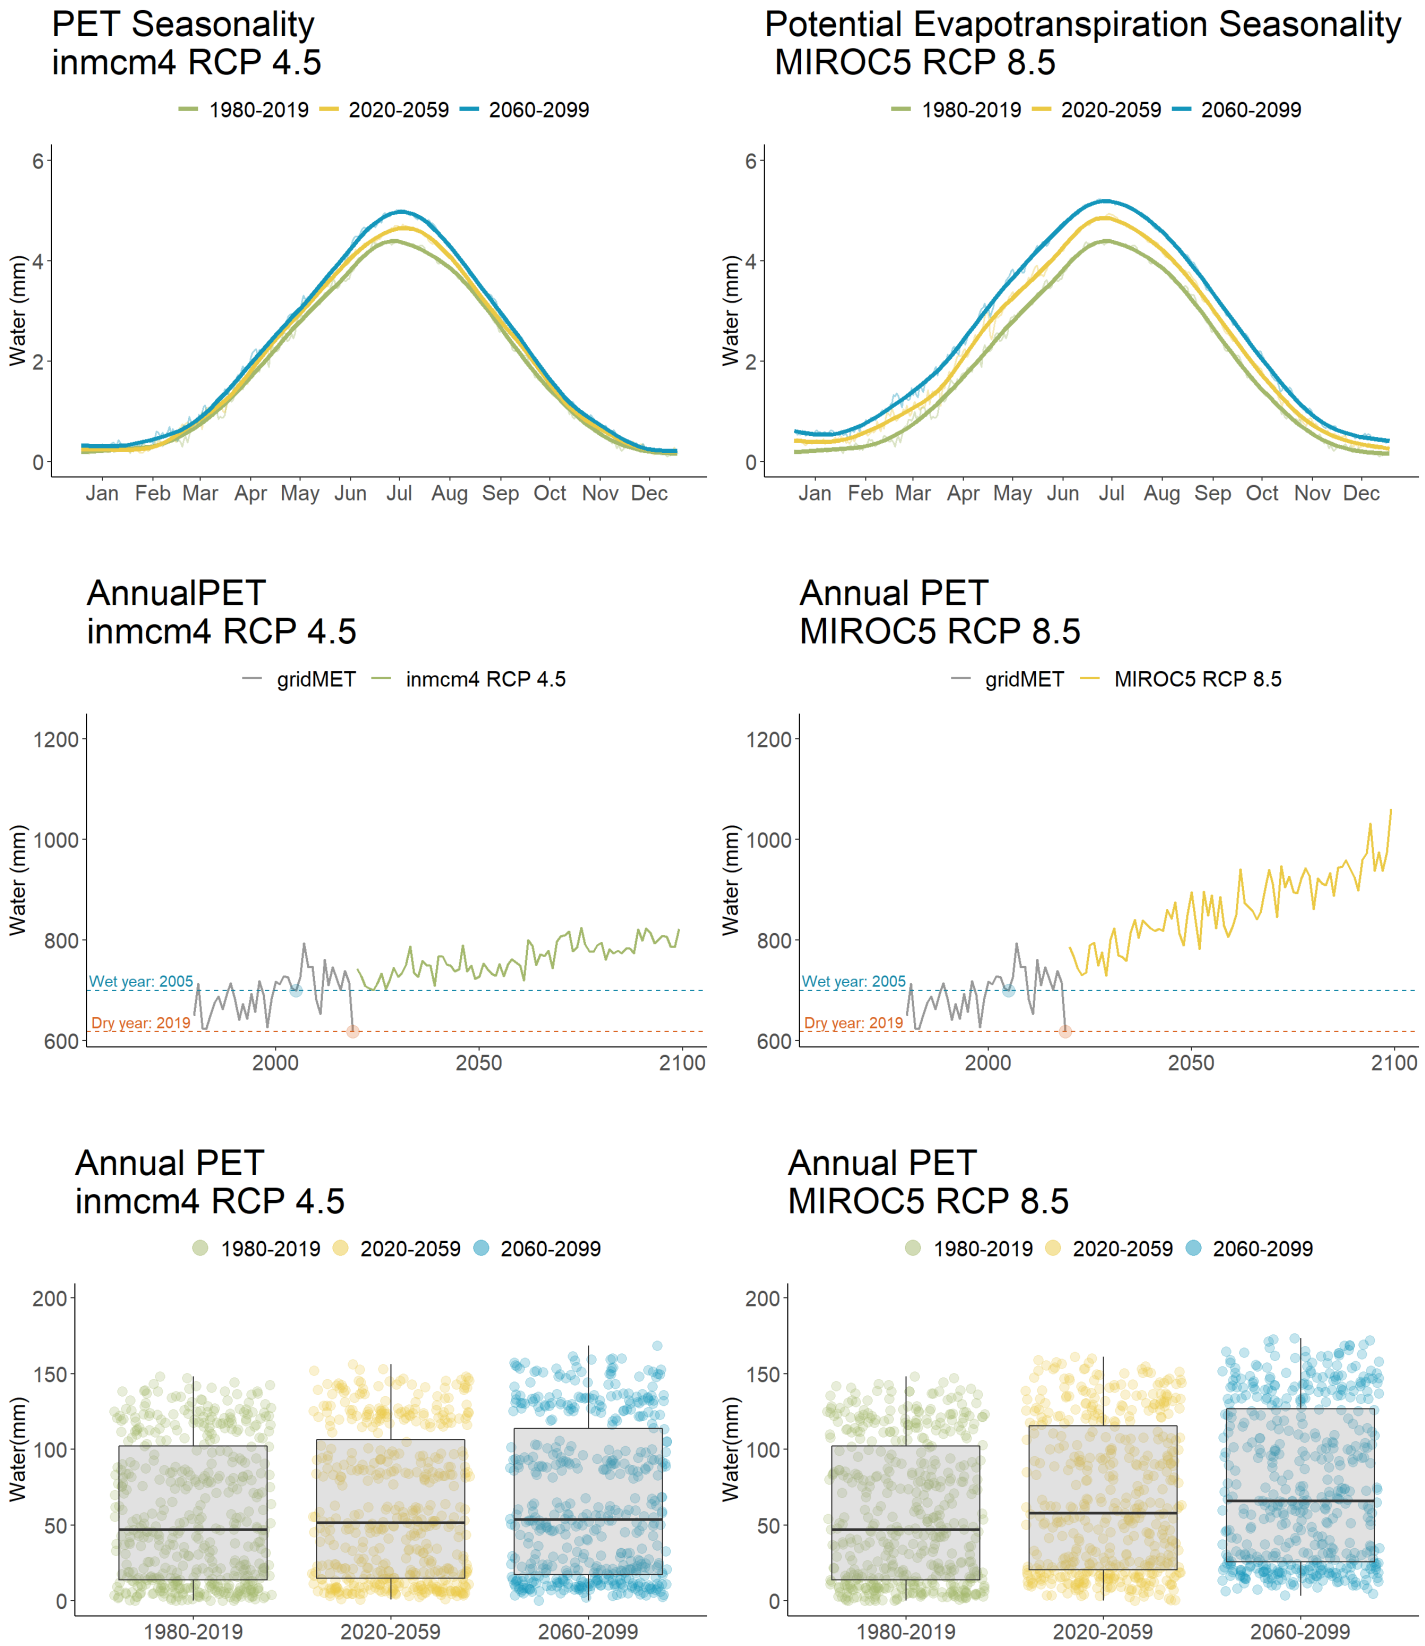 PET Seasonality
inmcm4 RCP 4.5
1980-2019 2020-2059 2060-2099
Water (mm)
6
4
2
0
Jan Feb Mar Apr May Jun Jul Aug Sep Oct Nov Dec
Potential Evapotranspiration Seasonality
MIROC5 RCP 8.5
1980-2019 2020-2059 2060-2099
Water (mm)
6
4
2
0
Jan Feb Mar Apr May Jun Jul Aug Sep Oct Nov Dec
AnnualPET
inmcm4 RCP 4.5
gridMET inmcm4 RCP 4.5
Water (mm)
1200
1000
800
600
Wet year: 2005
Dry year: 2019
2000 2050 2100
Annual PET
MIROC5 RCP 8.5
gridMET MIROC5 RCP 8.5
Water (mm)
1200
1000
800
600
Wet year: 2005
Dry year: 2019
2000 2050 2100
Annual PET
inmcm4 RCP 4.5
1980-2019 2020-2059 2060-2099
Water(mm)
200
150
100
50
0
1980-2019 2020-2059 2060-2099
Annual PET
MIROC5 RCP 8.5
1980-2019 2020-2059 2060-2099
Water(mm)
200
150
100
50
0
1980-2019 2020-2059 2060-2099